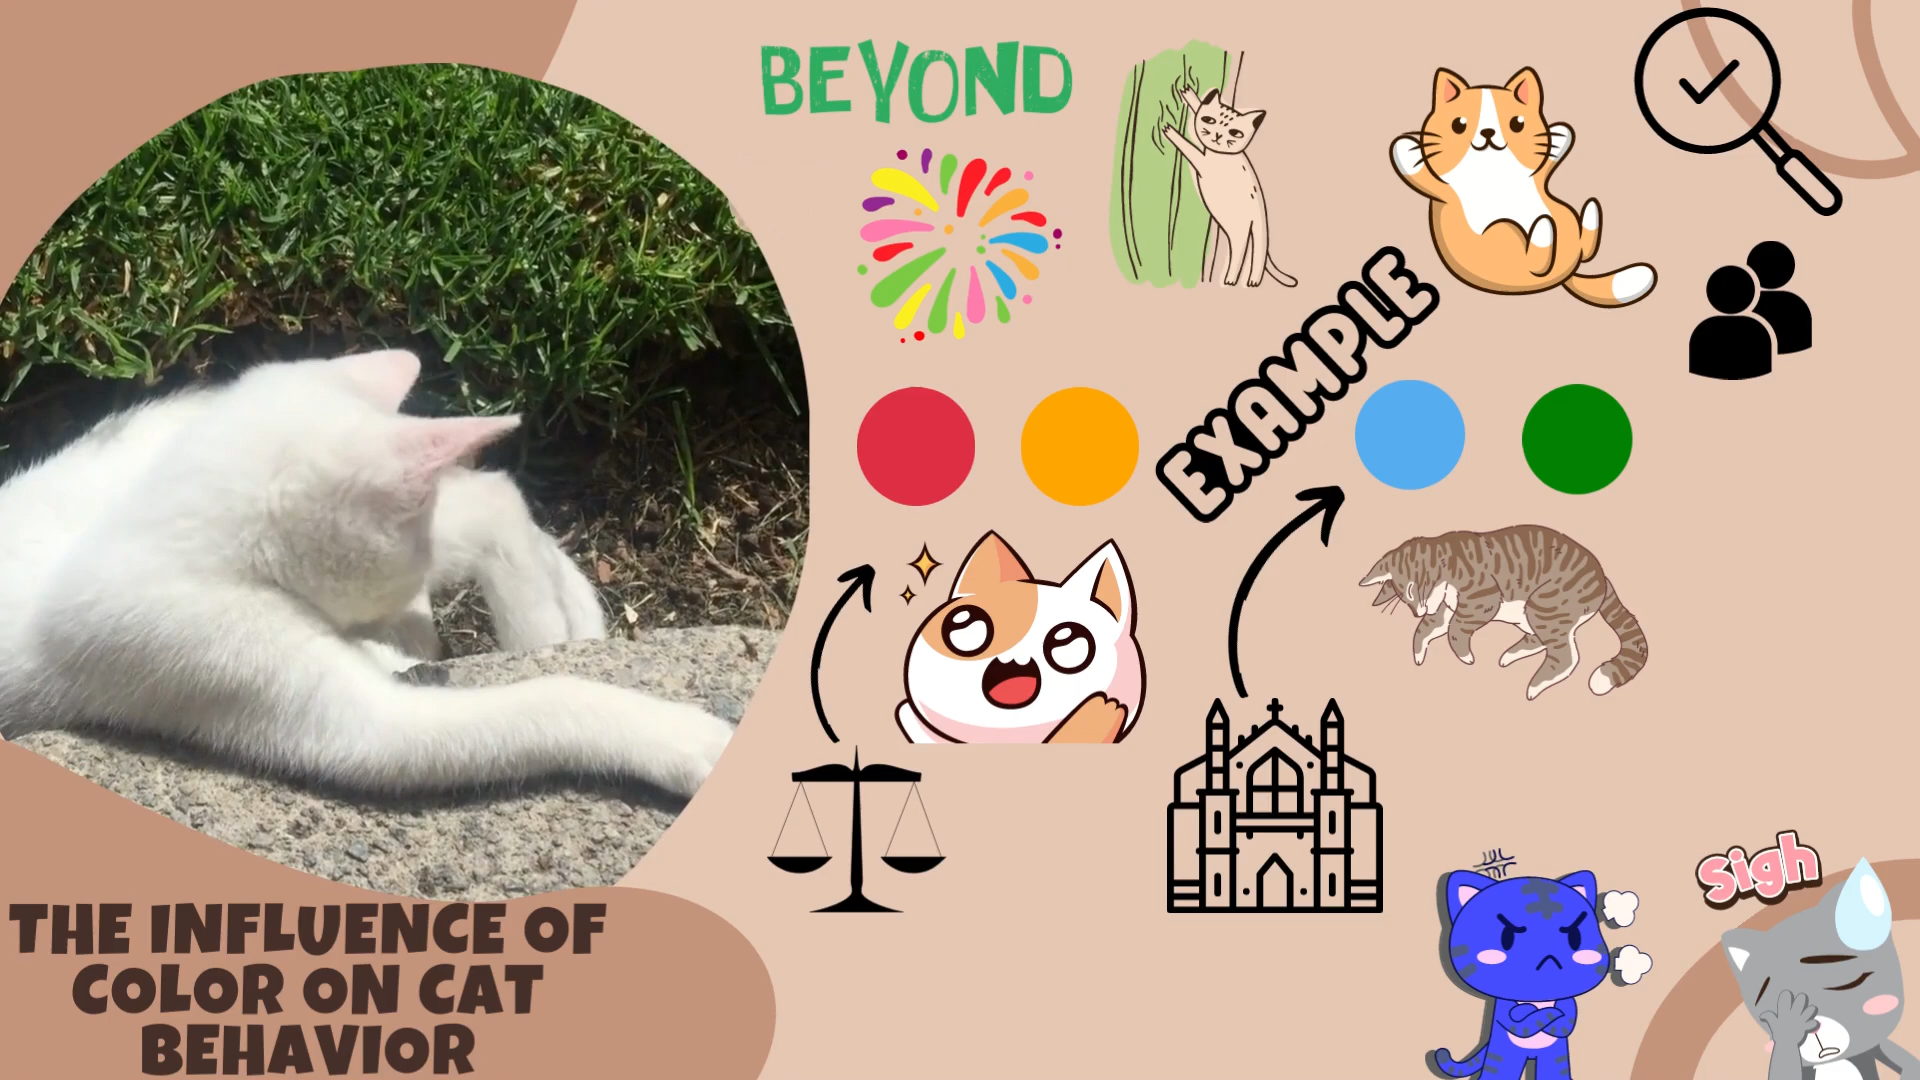 BEYOND
EXAMPLE
Sigh
THE INFLUENCE OF
COLOR ON CAT
BEHAVIOR